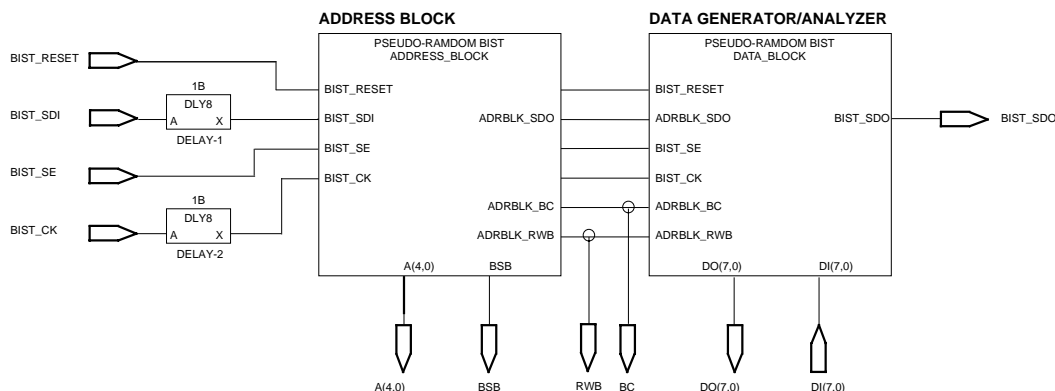 ADDRESS BLOCK
DATA GENERATOR/ANALYZER
PSEUDO-RAMDOM BIST
ADDRESS_BLOCK
PSEUDO-RAMDOM BIST
DATA_BLOCK
BIST_RESET
BIST_RESET
BIST_RESET
1B
DLY8
A X
DELAY-1
BIST_SDI
BIST_SDI
ADRBLK_SDO
ADRBLK_SDO
BIST_SDO
BIST_SDO
BIST_SE
BIST_SE
BIST_SE
BIST_CK
BIST_CK
1B
DLY8
A X
DELAY-2
BIST_CK
ADRBLK_BC
ADRBLK_BC
ADRBLK_RWB
ADRBLK_RWB
A(4,0)
BSB
DO(7,0)
DI(7,0)
A(4,0)
BSB
RWB
BC
DO(7,0)
DI(7,0)